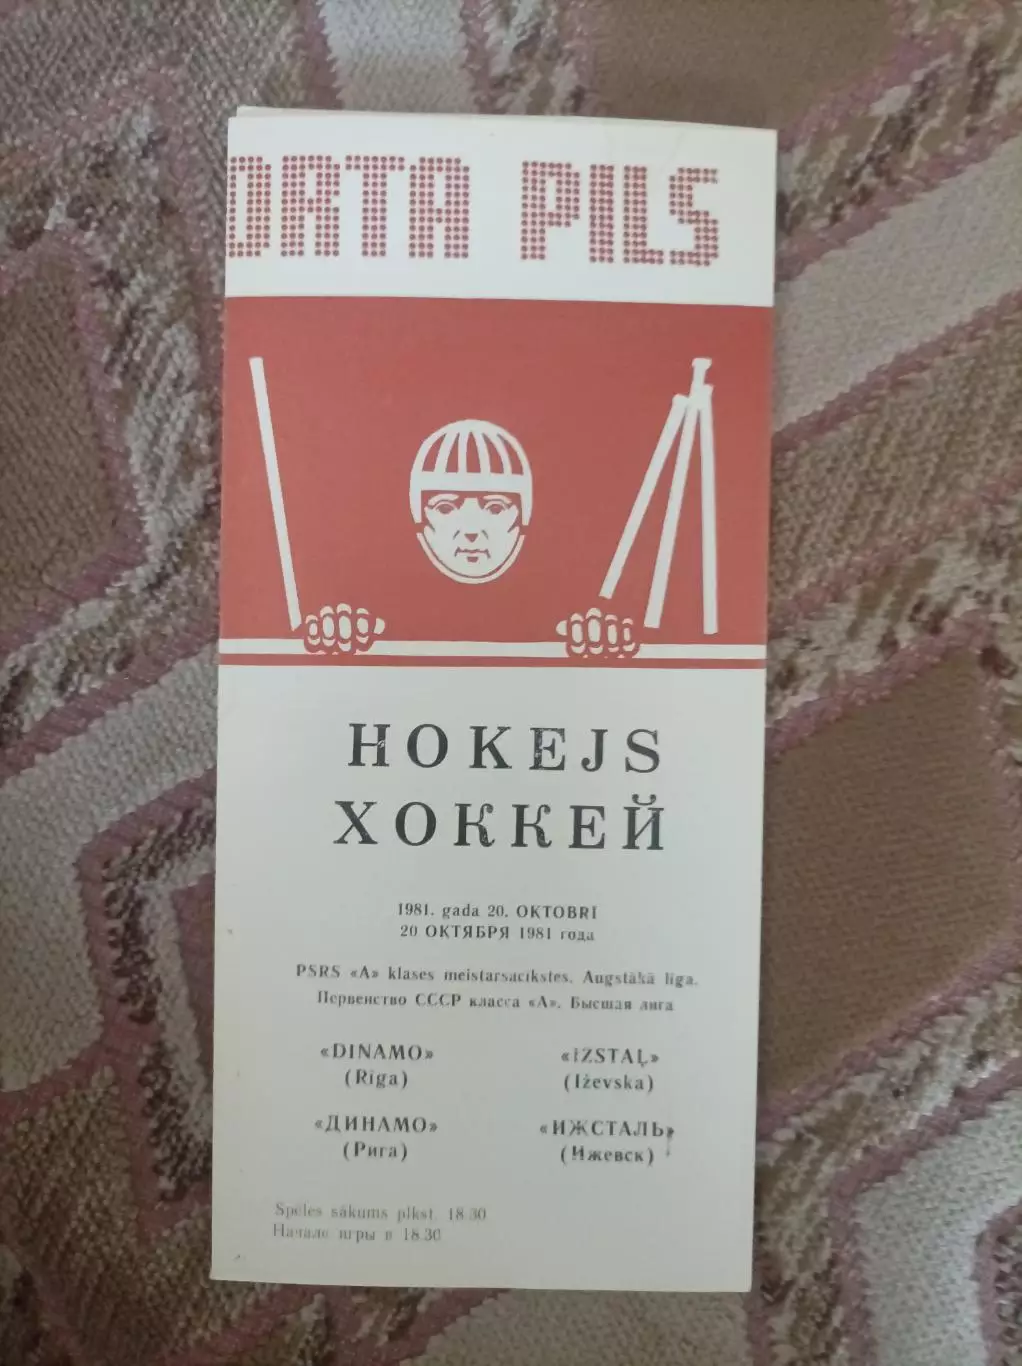 ORTA PILS
HOKEJS
ХОККЕЙ
1981. gada 20. OKTOBRĪ
20 ОКТЯБРЯ 1981 года
PSRS «A» klases meistarsacīkstes. Augstākā līga.
Первенство СССР класса «А». Высшая лига
«DINAMO» «IŽSTAĻ»
(Rīga) (Iževska)
«ДИНАМО» «ИЖСТАЛЬ»
(Рига) (Ижевск)
Spēles sākums plkst. 18.30
Начало игры в 18.30